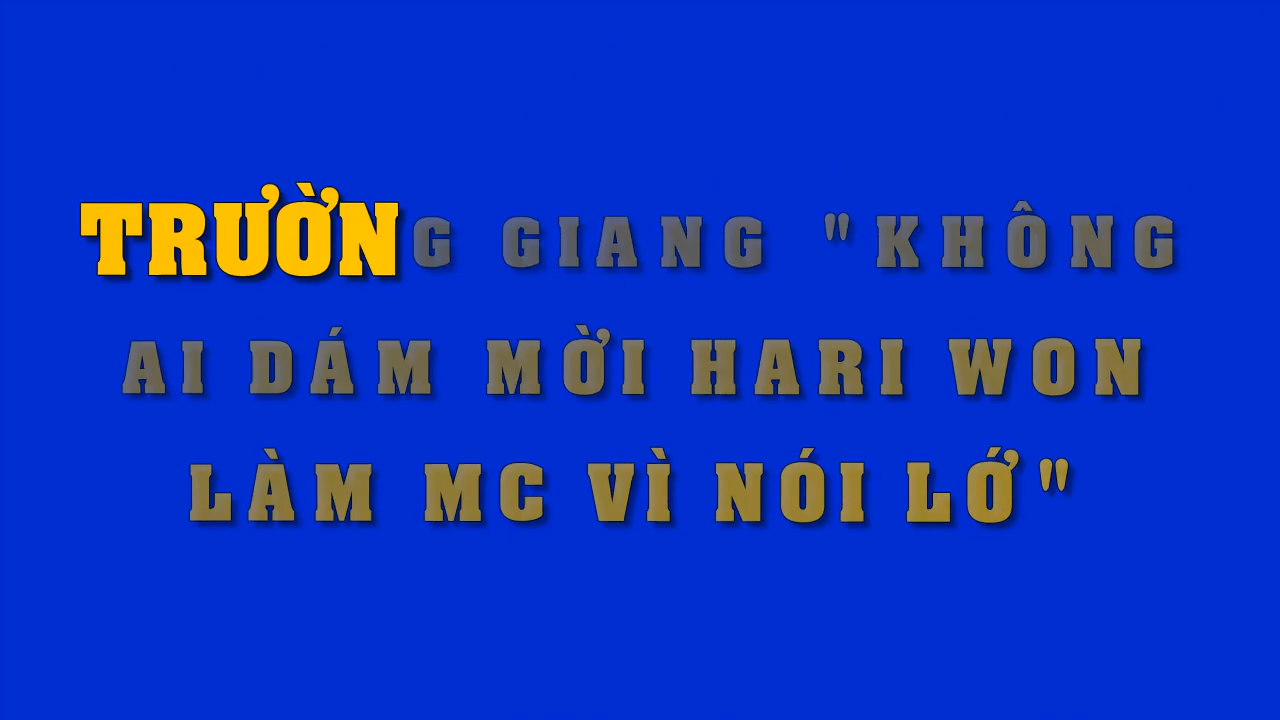 TRƯỜNG GIANG "KHÔNG
AI DÁM MỜI HARI WON
LÀM MC VÌ NÓI LỚ"